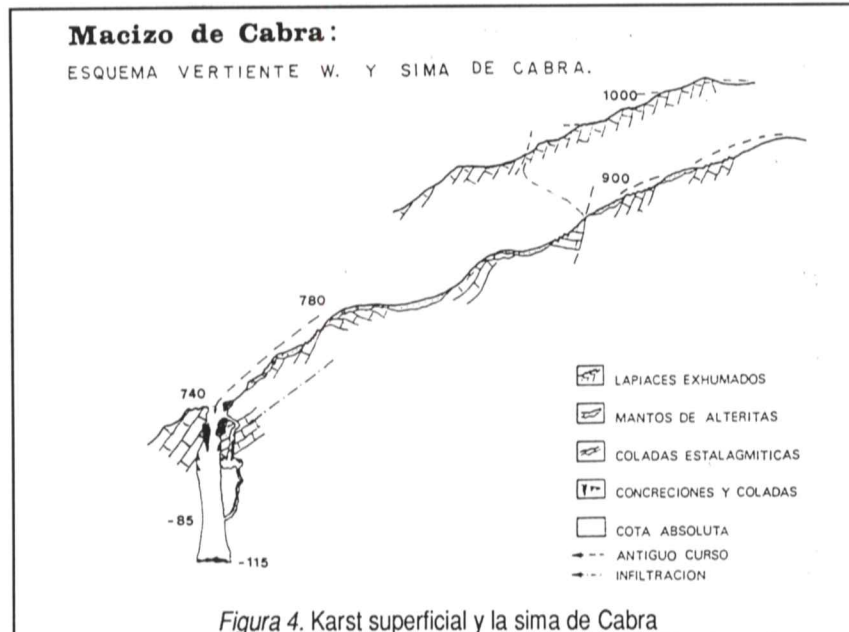 Macizo de Cabra:
ESQUEMA VERTIENTE W. Y SIMA DE CABRA.
1000
900
780
740
-85
-115
LAPIACES EXHUMADOS
MANTOS DE ALTERITAS
COLADAS ESTALAGMITICAS
CONCRECIONES Y COLADAS
COTA ABSOLUTA
ANTIGUO CURSO
INFILTRACION
Figura 4. Karst superficial y la sima de Cabra